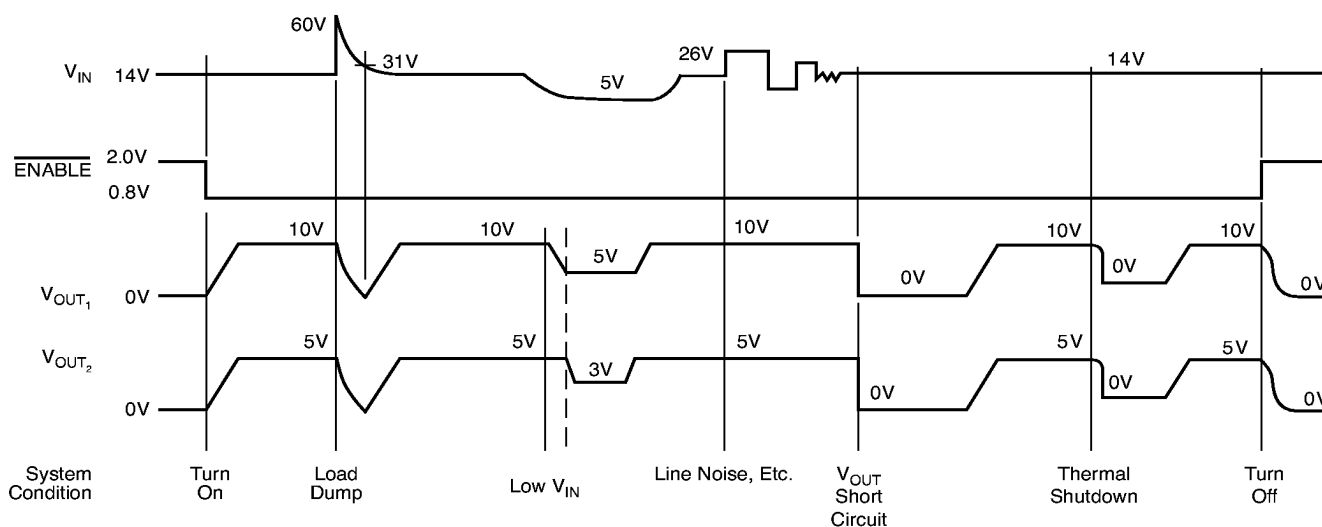 60V
31V
26V
V_IN 14V 5V 14V
ENABLE 2.0V
0.8V
10V 10V 10V 10V 10V
5V 0V
V_OUT1 0V 0V 0V
V_OUT2 5V 5V 5V 5V 5V
3V 0V
0V 0V 0V
System Condition
Turn On
Load Dump
Low V_IN
Line Noise, Etc.
V_OUT Short Circuit
Thermal Shutdown
Turn Off